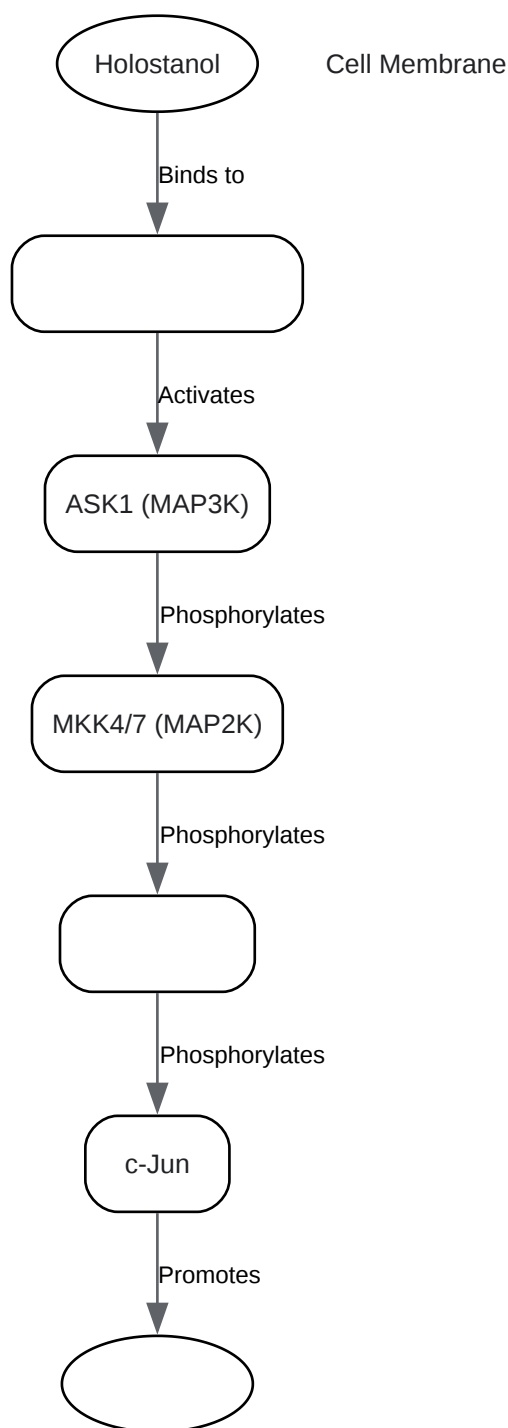 Holostanol
Cell Membrane
Binds to
Activates
ASK1 (MAP3K)
Phosphorylates
MKK4/7 (MAP2K)
Phosphorylates
Phosphorylates
c-Jun
Promotes